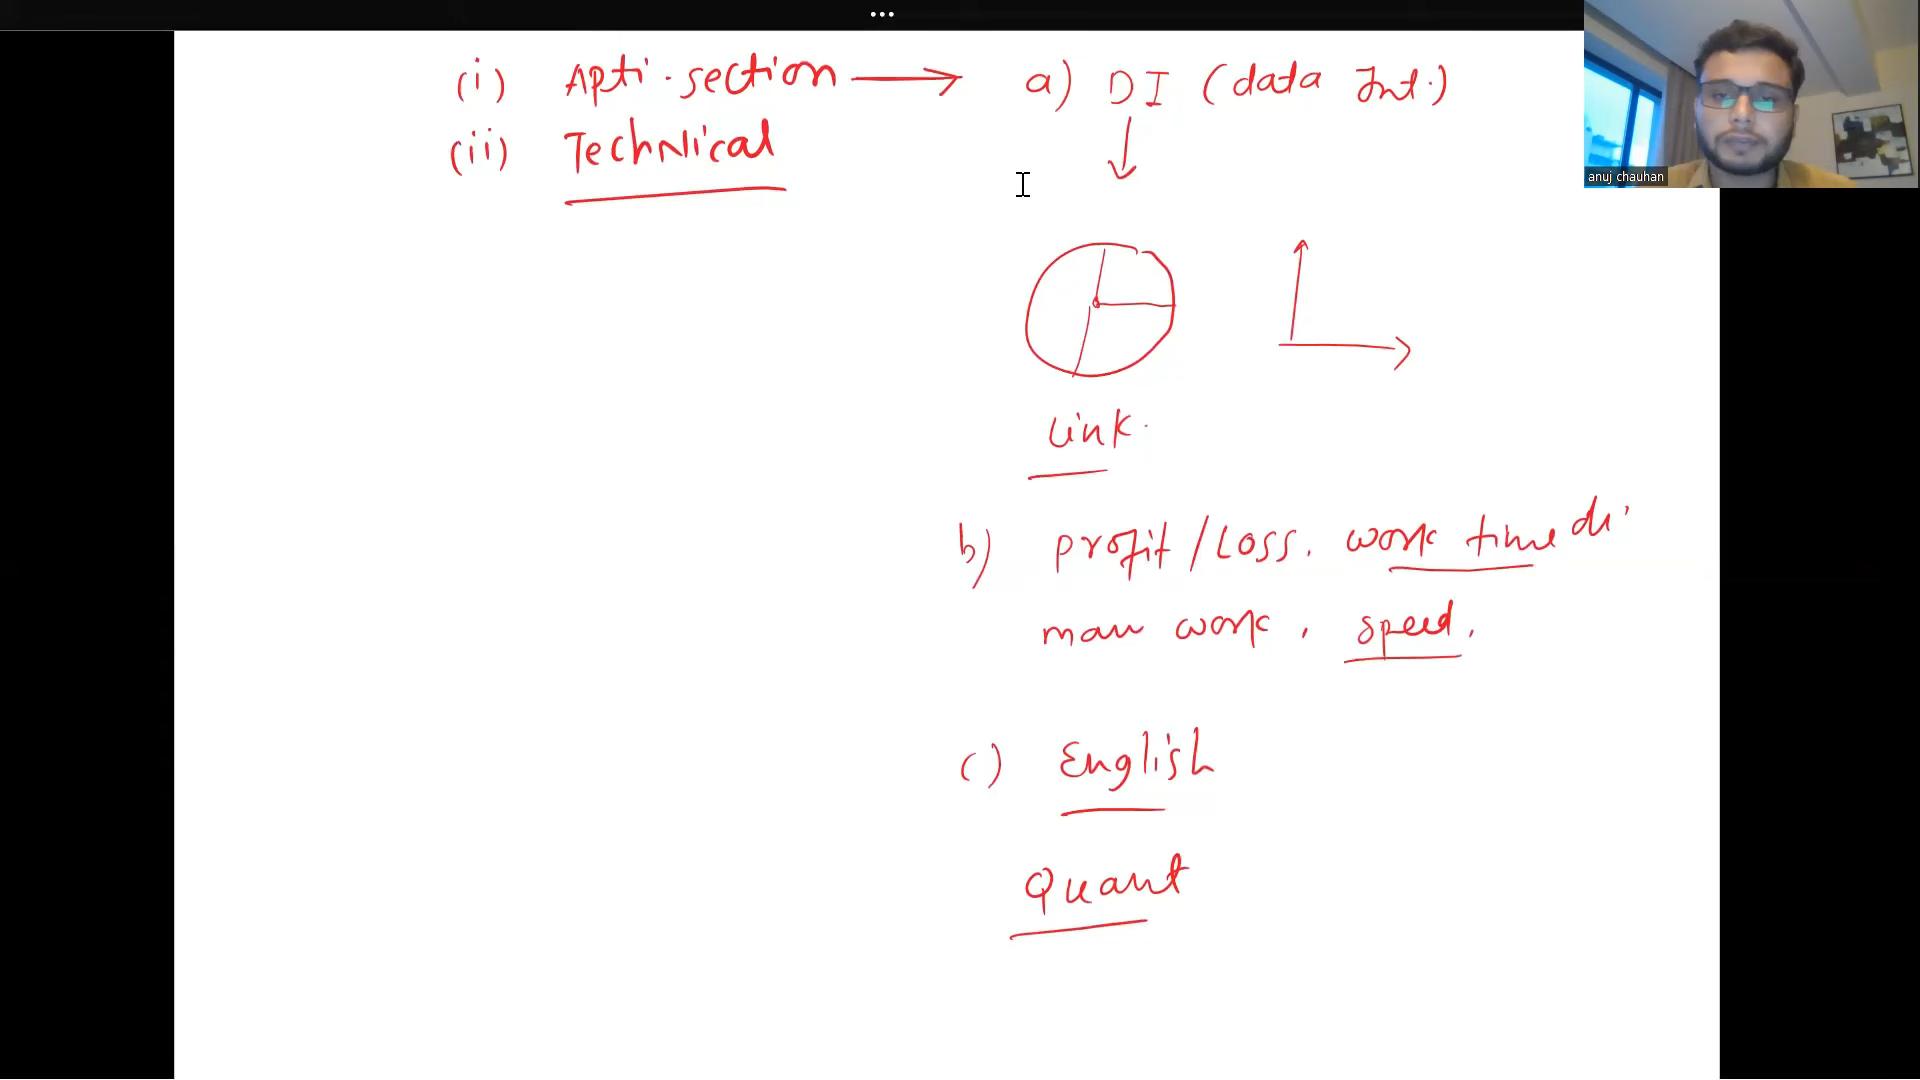 (i) Apti. section → a) DI (data Int.)
(ii) Technical
anuj chauhan
Link.
b) profit/Loss, work time di
man work, speed,
c) English
Quant